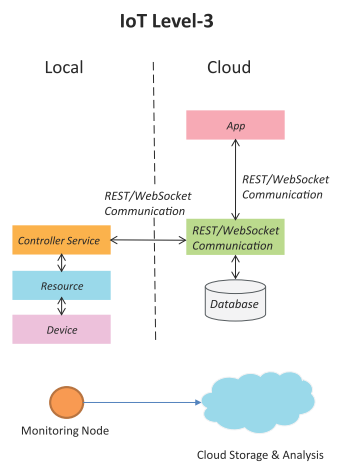 IoT Level-3
Local
Cloud
App
REST/WebSocket
Communication
REST/WebSocket
Communication
Controller Service
REST/WebSocket
Communication
Resource
Database
Device
Monitoring Node
Cloud Storage & Analysis